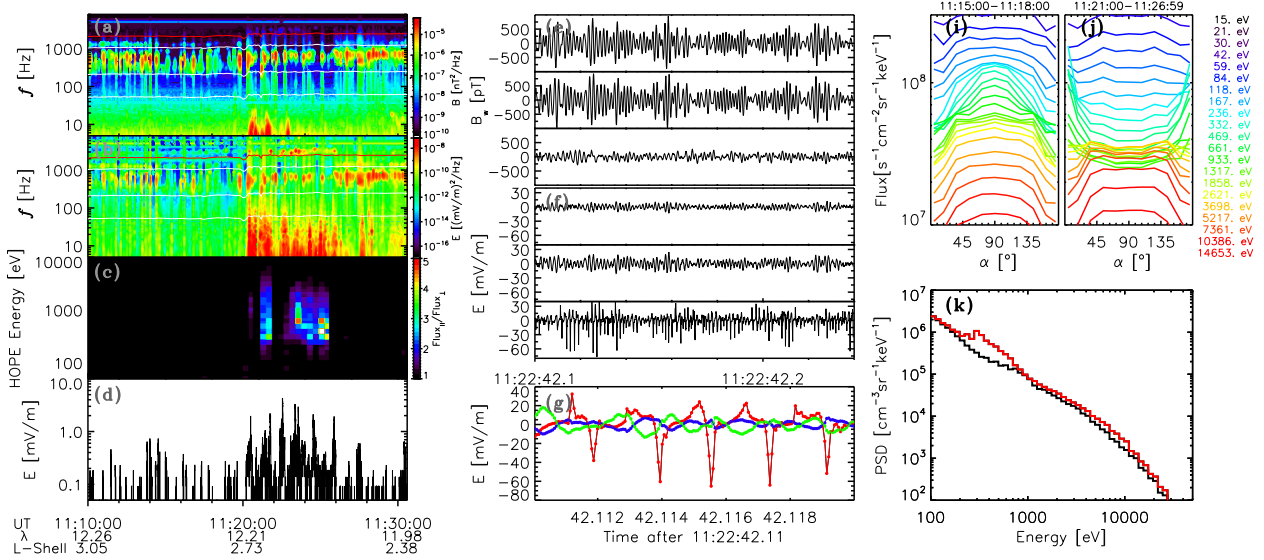 (a)
f [Hz]
1000
100
10
10⁻⁵
10⁻⁶
10⁻⁷
10⁻⁸
10⁻⁹
10⁻¹⁰
B [nT²/Hz)
f [Hz]
1000
100
10
10⁻⁸
10⁻¹⁰
10⁻¹²
10⁻¹⁴
10⁻¹⁶
E [(mV/m)²/Hz)
(c)
HOPE Energy [eV]
10000
1000
100
5
4
3
2
1
Flux||/Flux⊥
(d)
E [mV/m]
10.0
1.0
0.1
UT 11:10:00 11:20:00 11:30:00
λ 12.26 12.21 11.98
L-Shell 3.05 2.73 2.38
(e)
B_w [pT]
500
0
−500
500
0
−500
500
0
−500
(f)
E [mV/m]
30
−30
−60
30
−30
−60
30
−30
−60
11:22:42.1 11:22:42.2
(g)
E [mV/m]
40
20
0
−20
−40
−60
−80
42.112 42.114 42.116 42.118
Time after 11:22:42.11
11:15:00−11:18:00 11:21:00−11:26:59
(i) (j)
Flux[s⁻¹cm⁻²sr⁻¹keV⁻¹]
10⁸
10⁷
45 90 135 45 90 135
α [°] α [°]
15. eV
21. eV
30. eV
42. eV
59. eV
84. eV
118. eV
167. eV
236. eV
332. eV
469. eV
661. eV
933. eV
1317. eV
1858. eV
2621. eV
3698. eV
5217. eV
7361. eV
10386. eV
14653. eV
(k)
PSD [cm⁻³sr⁻¹keV⁻¹]
10⁷
10⁶
10⁵
10⁴
10³
10²
100 1000 10000
Energy [eV]